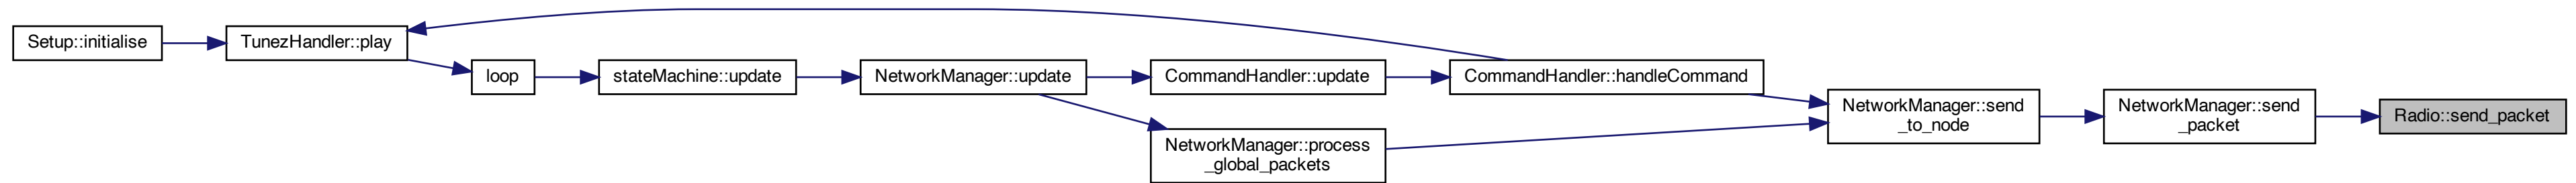 Setup::initialise
TunezHandler::play
loop
stateMachine::update
NetworkManager::update
CommandHandler::update
CommandHandler::handleCommand
NetworkManager::process
_global_packets
NetworkManager::send
_to_node
NetworkManager::send
_packet
Radio::send_packet